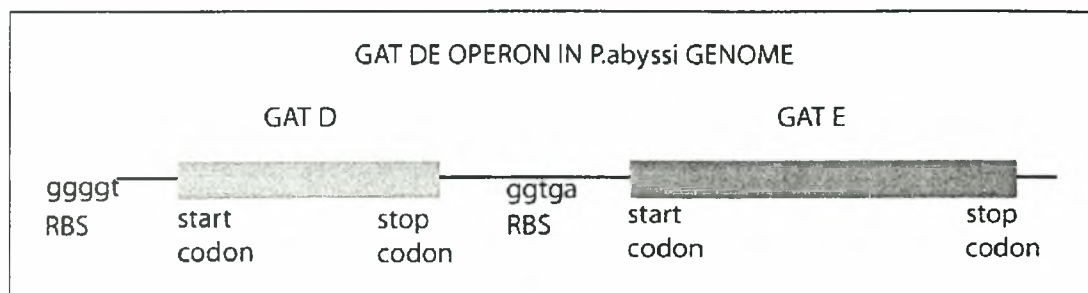 GAT DE OPERON IN P.abyssi GENOME
GAT D
GAT E
ggggt
RBS
start
codon
stop
codon
ggtga
RBS
start
codon
stop
codon